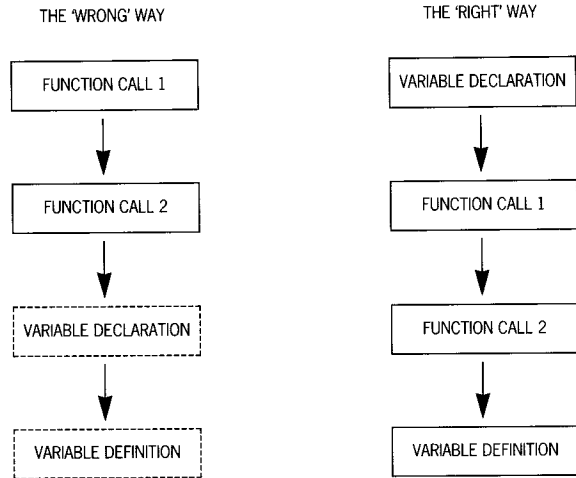 THE 'WRONG' WAY
FUNCTION CALL 1
FUNCTION CALL 2
VARIABLE DECLARATION
VARIABLE DEFINITION
THE 'RIGHT' WAY
VARIABLE DECLARATION
FUNCTION CALL 1
FUNCTION CALL 2
VARIABLE DEFINITION